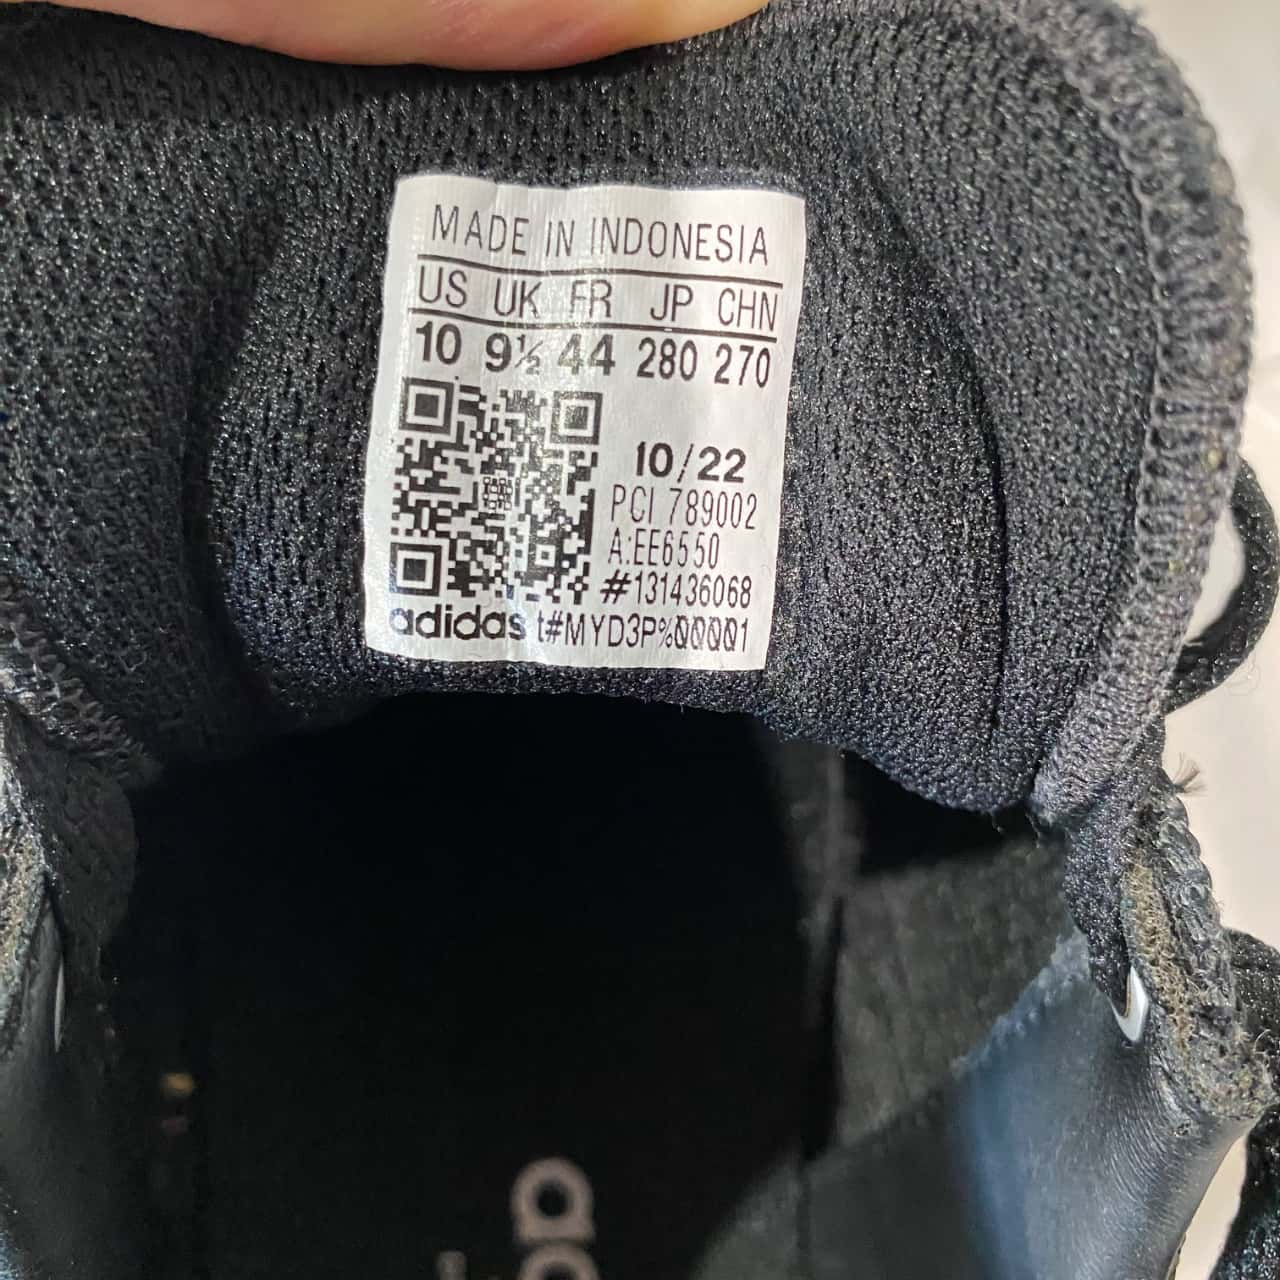 MADE IN INDONESIA
US UK FR JP CHN
10 9½ 44 280 270
10/22
PCI 789002
A:EE6550
#131436068
adidas t#MYD3P%00001